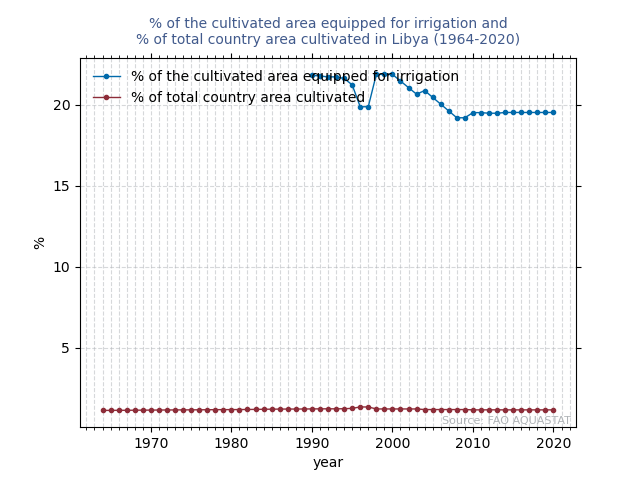 % of the cultivated area equipped for irrigation and
% of total country area cultivated in Libya (1964-2020)
% of the cultivated area equipped for irrigation
% of total country area cultivated
20
15
10
5
%
Source: FAO AQUASTAT
1970 1980 1990 2000 2010 2020
year